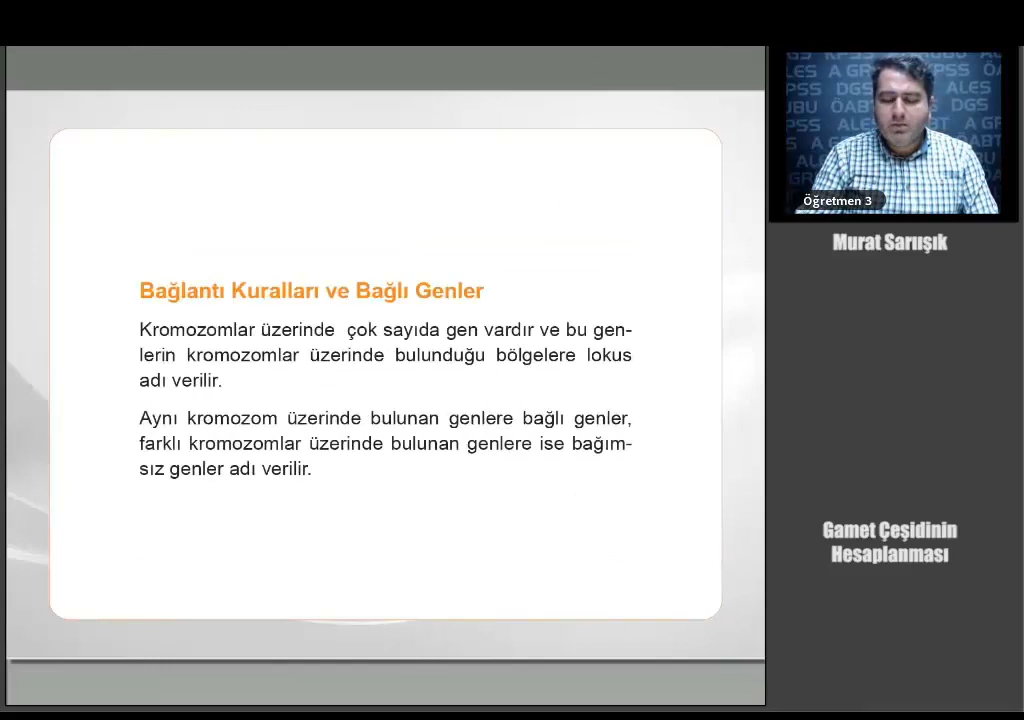 Bağlantı Kuralları ve Bağlı Genler
Kromozomlar üzerinde çok sayıda gen vardır ve bu gen-
lerin kromozomlar üzerinde bulunduğu bölgelere lokus
adı verilir.
Aynı kromozom üzerinde bulunan genlere bağlı genler,
farklı kromozomlar üzerinde bulunan genlere ise bağım-
sız genler adı verilir.
Öğretmen 3
Murat Sarıışık
Gamet Çeşidinin
Hesaplanması